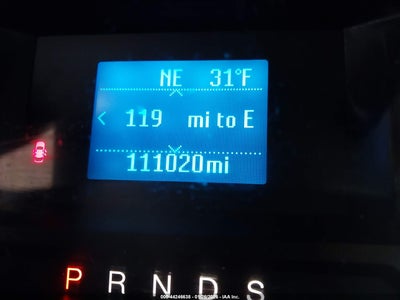 NE 31°F
119 mi to E
111020mi
P R N D S